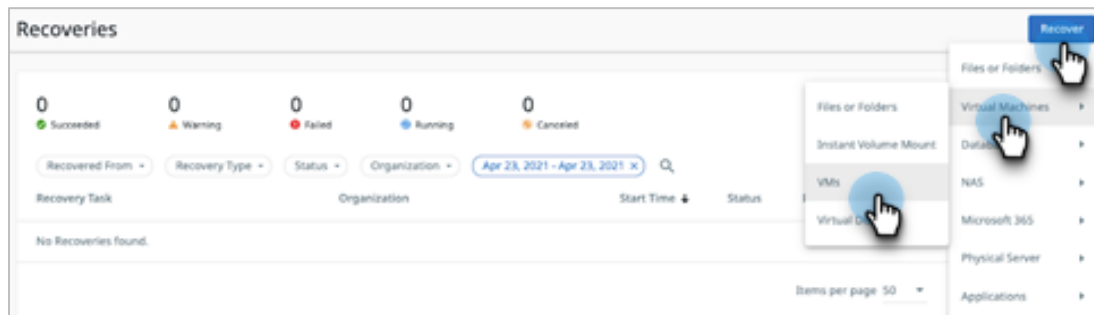 Recoveries
Recover
Files or Folders
0 0 0 0 0
Succeeded Warning Failed Running Canceled
Files or Folders
Instant Volume Mount
VMs
Virtual
Virtual Machines
NAS
Microsoft 365
Physical Server
Applications
Recovered From Recovery Type Status Organization Apr 23, 2021 - Apr 23, 2021 ×
Recovery Task Organization Start Time Status
No Recoveries found.
Items per page 50